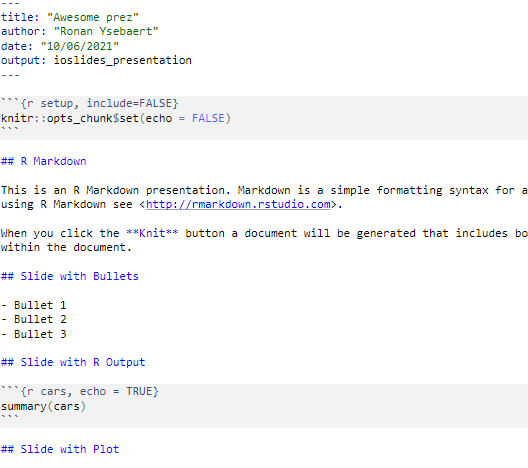 ---
title: "Awesome prez"
author: "Ronan Ysebaert"
date: "10/06/2021"
output: ioslides_presentation
---
```{r setup, include=FALSE}
knitr::opts_chunk$set(echo = FALSE)
```
## R Markdown
This is an R Markdown presentation. Markdown is a simple formatting syntax for a
using R Markdown see <http://rmarkdown.rstudio.com>.
When you click the **Knit** button a document will be generated that includes bo
within the document.
## Slide with Bullets
- Bullet 1
- Bullet 2
- Bullet 3
## Slide with R Output
```{r cars, echo = TRUE}
summary(cars)
```
## Slide with Plot